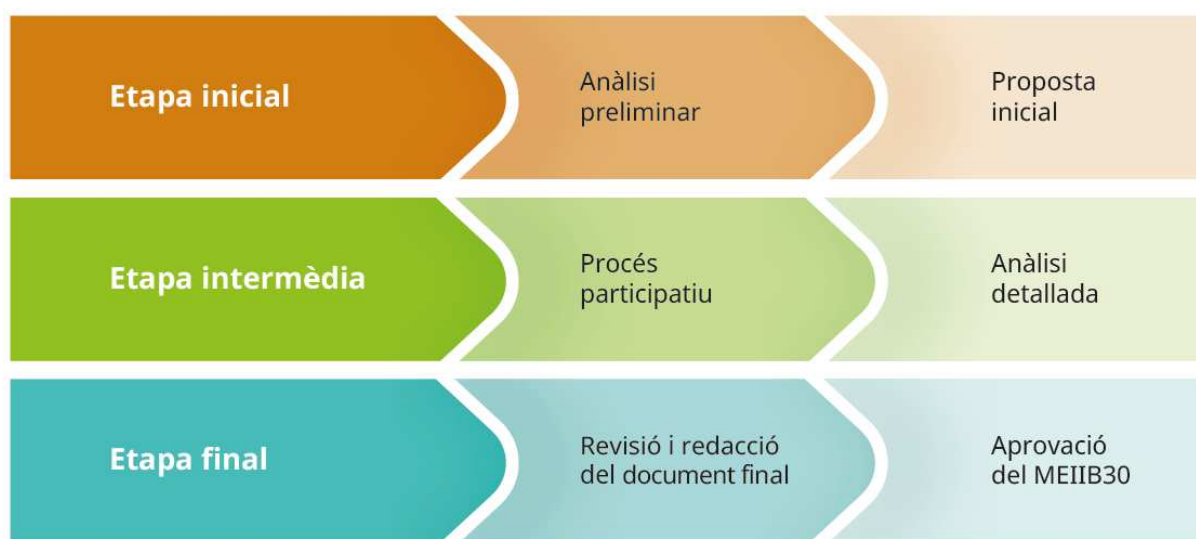 Etapa inicial
Anàlisi
preliminar
Proposta
inicial
Etapa intermèdia
Procés
participatiu
Anàlisi
detallada
Etapa final
Revisió i redacció
del document final
Aprovació
del MEIIB30